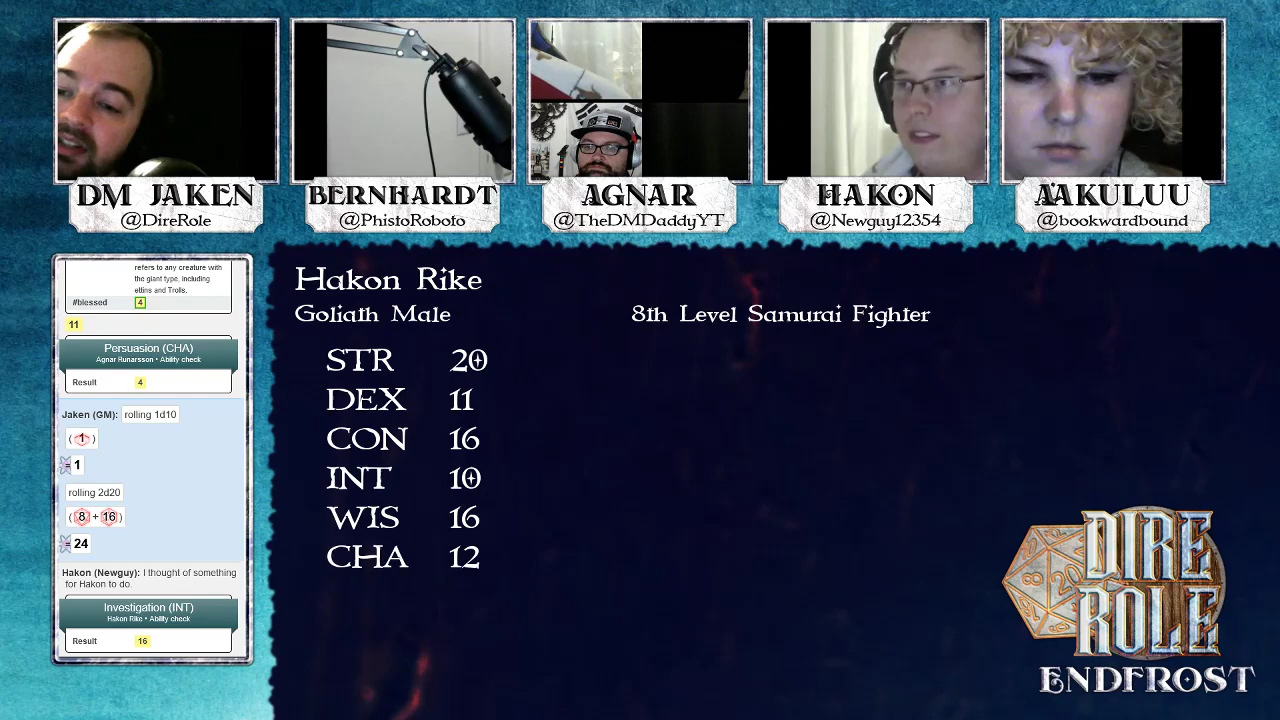 DM JAKEN
@DireRole
BERNHARDT
@PhistoRobofo
AGNAR
@TheDMDaddyYT
HAKON
@Newguy12354
AAKULUU
@bookwardbound
refers to any creature with
the giant type, including
ettins and Trolls.
#blessed 4
11
Persuasion (CHA)
Agnar Runarsson • Ability check
Result 4
Jaken (GM): rolling 1d10
(1)
=1
rolling 2d20
(8+16)
=24
Hakon (Newguy): I thought of something
for Hakon to do.
Investigation (INT)
Hakon Rike • Ability check
Result 16
Hakon Rike
Goliath Male 8th Level Samurai Fighter
STR 20
DEX 11
CON 16
INT 10
WIS 16
CHA 12
DIRE
ROLE
ENDFROST